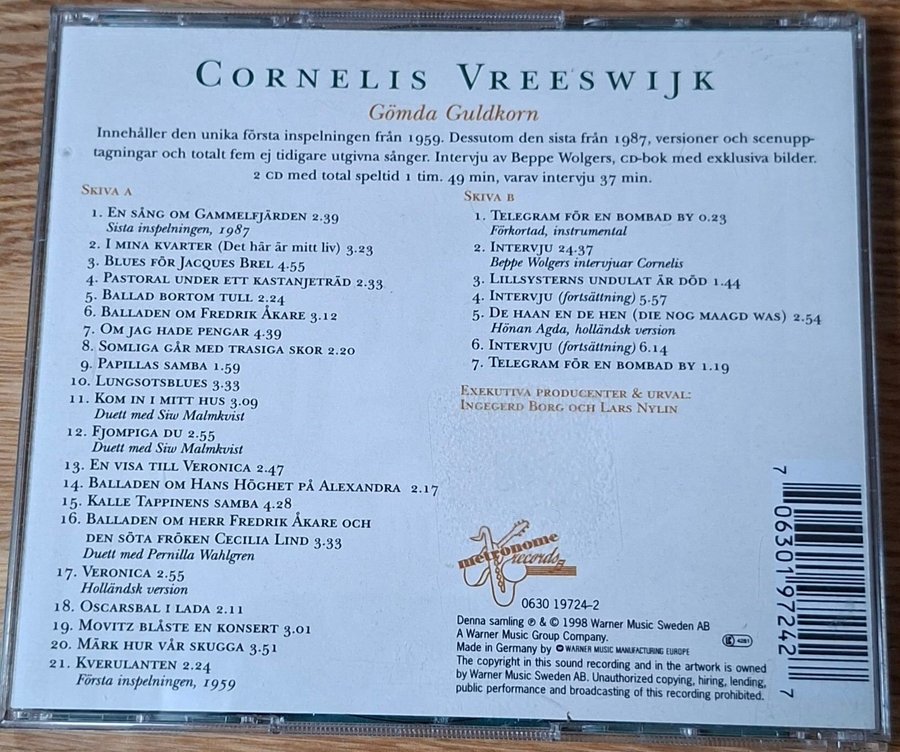 CORNELIS VREESWIJK
Gömda Guldkorn
Innehåller den unika första inspelningen från 1959. Dessutom den sista från 1987, versioner och scenupp-
tagningar och totalt fem ej tidigare utgivna sånger. Intervju av Beppe Wolgers, CD-bok med exklusiva bilder.
2 CD med total speltid 1 tim. 49 min, varav intervju 37 min.
SKIVA A
1. EN SÅNG OM GAMMELFJÄRDEN 2.39
Sista inspelningen, 1987
2. I MINA KVARTER (Det här är mitt liv) 3.23
3. BLUES FÖR JACQUES BREL 4.55
4. PASTORAL UNDER ETT KASTANJETRÄD 2.33
5. BALLAD BORTOM TULL 2.24
6. BALLADEN OM FREDRIK ÅKARE 3.12
7. OM JAG HADE PENGAR 4.39
8. SOMLIGA GÅR MED TRASIGA SKOR 2.20
9. PAPILLAS SAMBA 1.59
10. LUNGSOTSBLUES 3.33
11. KOM IN I MITT HUS 3.09
Duett med Siw Malmkvist
12. FJOMPIGA DU 2.55
Duett med Siw Malmkvist
13. EN VISA TILL VERONICA 2.47
14. BALLADEN OM HANS HÖGHET PÅ ALEXANDRA 2.17
15. KALLE TAPPINENS SAMBA 4.28
16. BALLADEN OM HERR FREDRIK ÅKARE OCH
DEN SÖTA FRÖKEN CECILIA LIND 3.33
Duett med Pernilla Wahlgren
17. VERONICA 2.55
Holländsk version
18. OSCARSBAL I LADA 2.11
19. MOVITZ BLÅSTE EN KONSERT 3.01
20. MÄRK HUR VÅR SKUGGA 3.51
21. KVERULANTEN 2.24
Första inspelningen, 1959
SKIVA B
1. TELEGRAM FÖR EN BOMBAD BY 0.23
Förkortad, instrumental
2. INTERVJU 24.37
Beppe Wolgers intervjuar Cornelis
3. LILLSYSTERNS UNDULAT ÄR DÖD 1.44
4. INTERVJU (fortsättning) 5.57
5. DE HAAN EN DE HEN (DIE NOG MAAGD WAS) 2.54
Hönan Agda, holländsk version
6. INTERVJU (fortsättning) 6.14
7. TELEGRAM FÖR EN BOMBAD BY 1.19
EXEKUTIVA PRODUCENTER & URVAL:
INGEGERD BORG OCH LARS NYLIN
metronome
records
0630 19724-2
Denna samling ℗ & © 1998 Warner Music Sweden AB
A Warner Music Group Company.
Made in Germany by WARNER MUSIC MANUFACTURING EUROPE
The copyright in this sound recording and in the artwork is owned
by Warner Music Sweden AB. Unauthorized copying, hiring, lending,
public performance and broadcasting of this recording prohibited.
4281
7 06301 97242 7